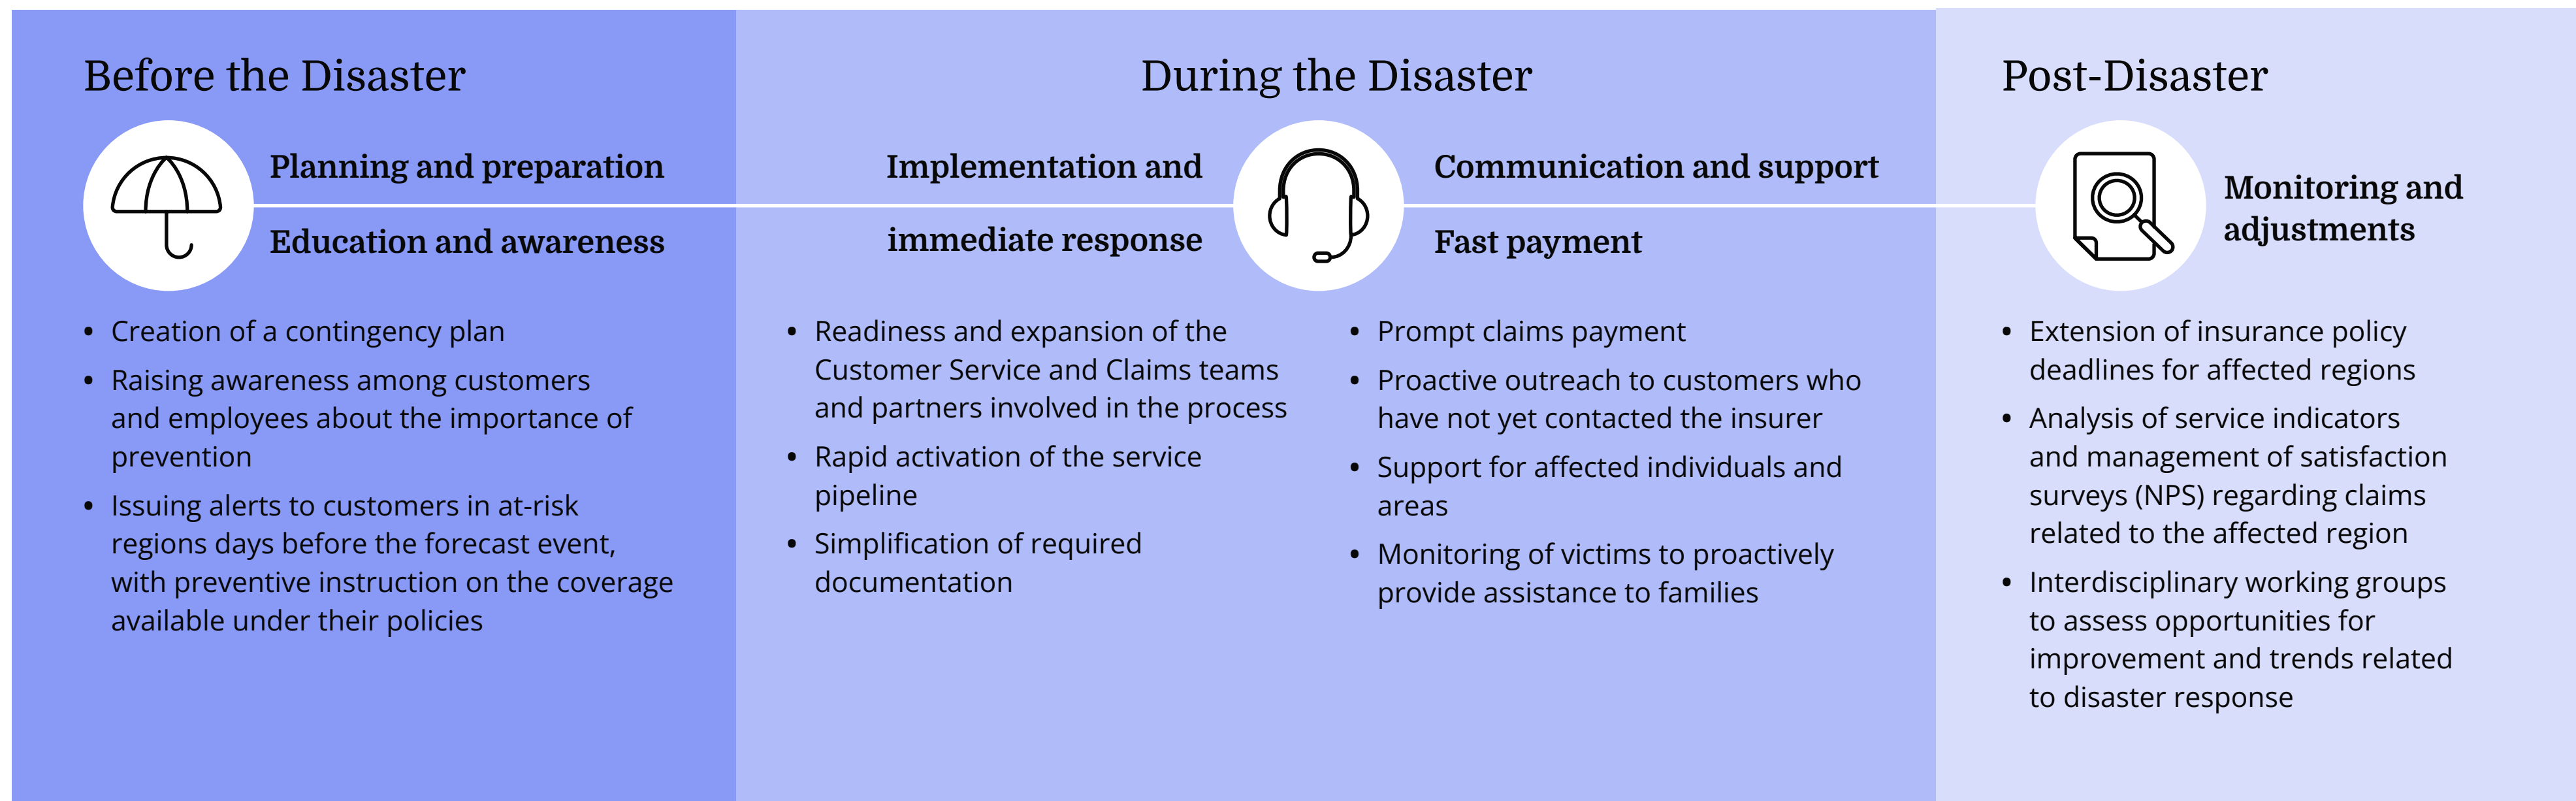 Before the Disaster
Planning and preparation
Education and awareness
• Creation of a contingency plan
• Raising awareness among customers
and employees about the importance of
prevention
• Issuing alerts to customers in at-risk
regions days before the forecast event,
with preventive instruction on the coverage
available under their policies
During the Disaster
Implementation and
immediate response
Communication and support
Fast payment
• Readiness and expansion of the
Customer Service and Claims teams
and partners involved in the process
• Rapid activation of the service
pipeline
• Simplification of required
documentation
• Prompt claims payment
• Proactive outreach to customers who
have not yet contacted the insurer
• Support for affected individuals and
areas
• Monitoring of victims to proactively
provide assistance to families
Post-Disaster
Monitoring and
adjustments
• Extension of insurance policy
deadlines for affected regions
• Analysis of service indicators
and management of satisfaction
surveys (NPS) regarding claims
related to the affected region
• Interdisciplinary working groups
to assess opportunities for
improvement and trends related
to disaster response